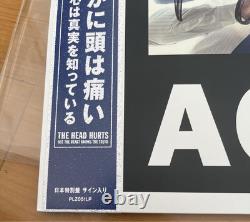 かに頭は痛い
心は真実を知っている
THE HEAD HURTS
BUT THE HEART KNOWS THE TRUTH
日本特別盤 サイン入り
PLZ051LP